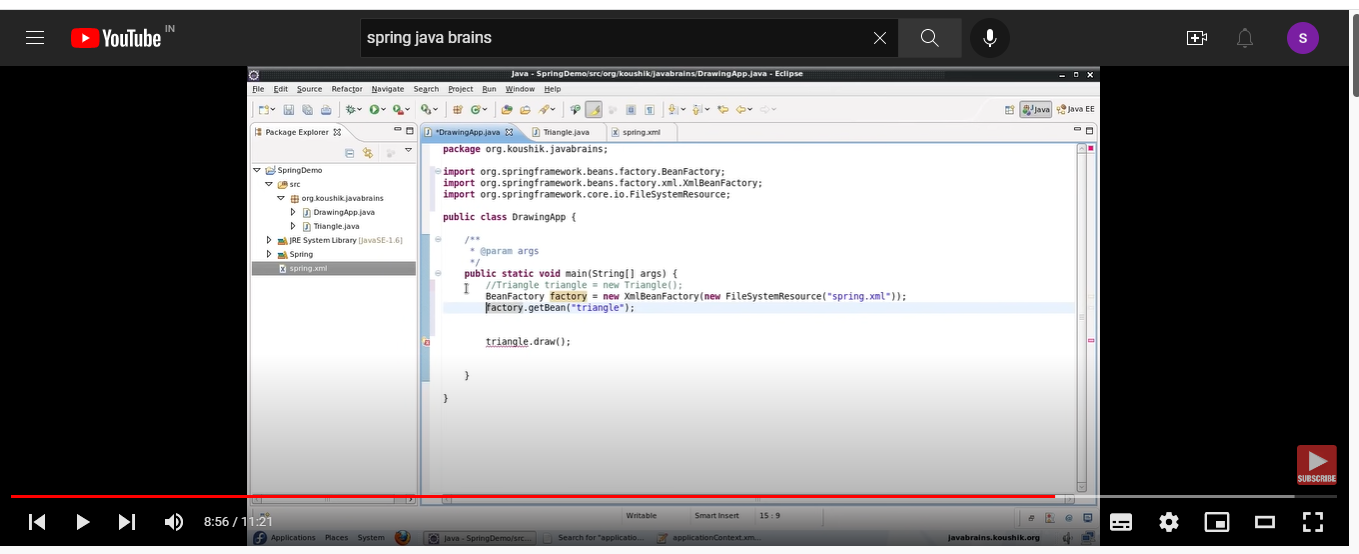 YouTube IN
spring java brains
S
Java - SpringDemo/src/org/koushik/javabrains/DrawingApp.java - Eclipse
File Edit Source Refactor Navigate Search Project Run Window Help
Java Java EE
Package Explorer
*DrawingApp.java Triangle.java spring.xml
SpringDemo
src
org.koushik.javabrains
DrawingApp.java
Triangle.java
JRE System Library [JavaSE-1.6]
Spring
spring.xml
package org.koushik.javabrains;
import org.springframework.beans.factory.BeanFactory;
import org.springframework.beans.factory.xml.XmlBeanFactory;
import org.springframework.core.io.FileSystemResource;
public class DrawingApp {
/**
* @param args
*/
public static void main(String[] args) {
//Triangle triangle = new Triangle();
BeanFactory factory = new XmlBeanFactory(new FileSystemResource("spring.xml"));
factory.getBean("triangle");
triangle.draw();
}
}
SUBSCRIBE
Writable Smart Insert 15 : 9
8:56 / 11:21
Applications Places System Java - SpringDemo/src... Search for "applicatio... applicationContext.xm... javabrains.koushik.org